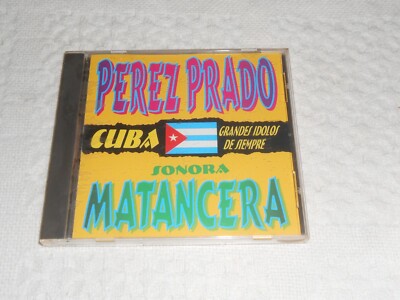 PEREZ PRADO
CUBA
GRANDES IDOLOS
DE SIEMPRE
SONORA
MATANCERA